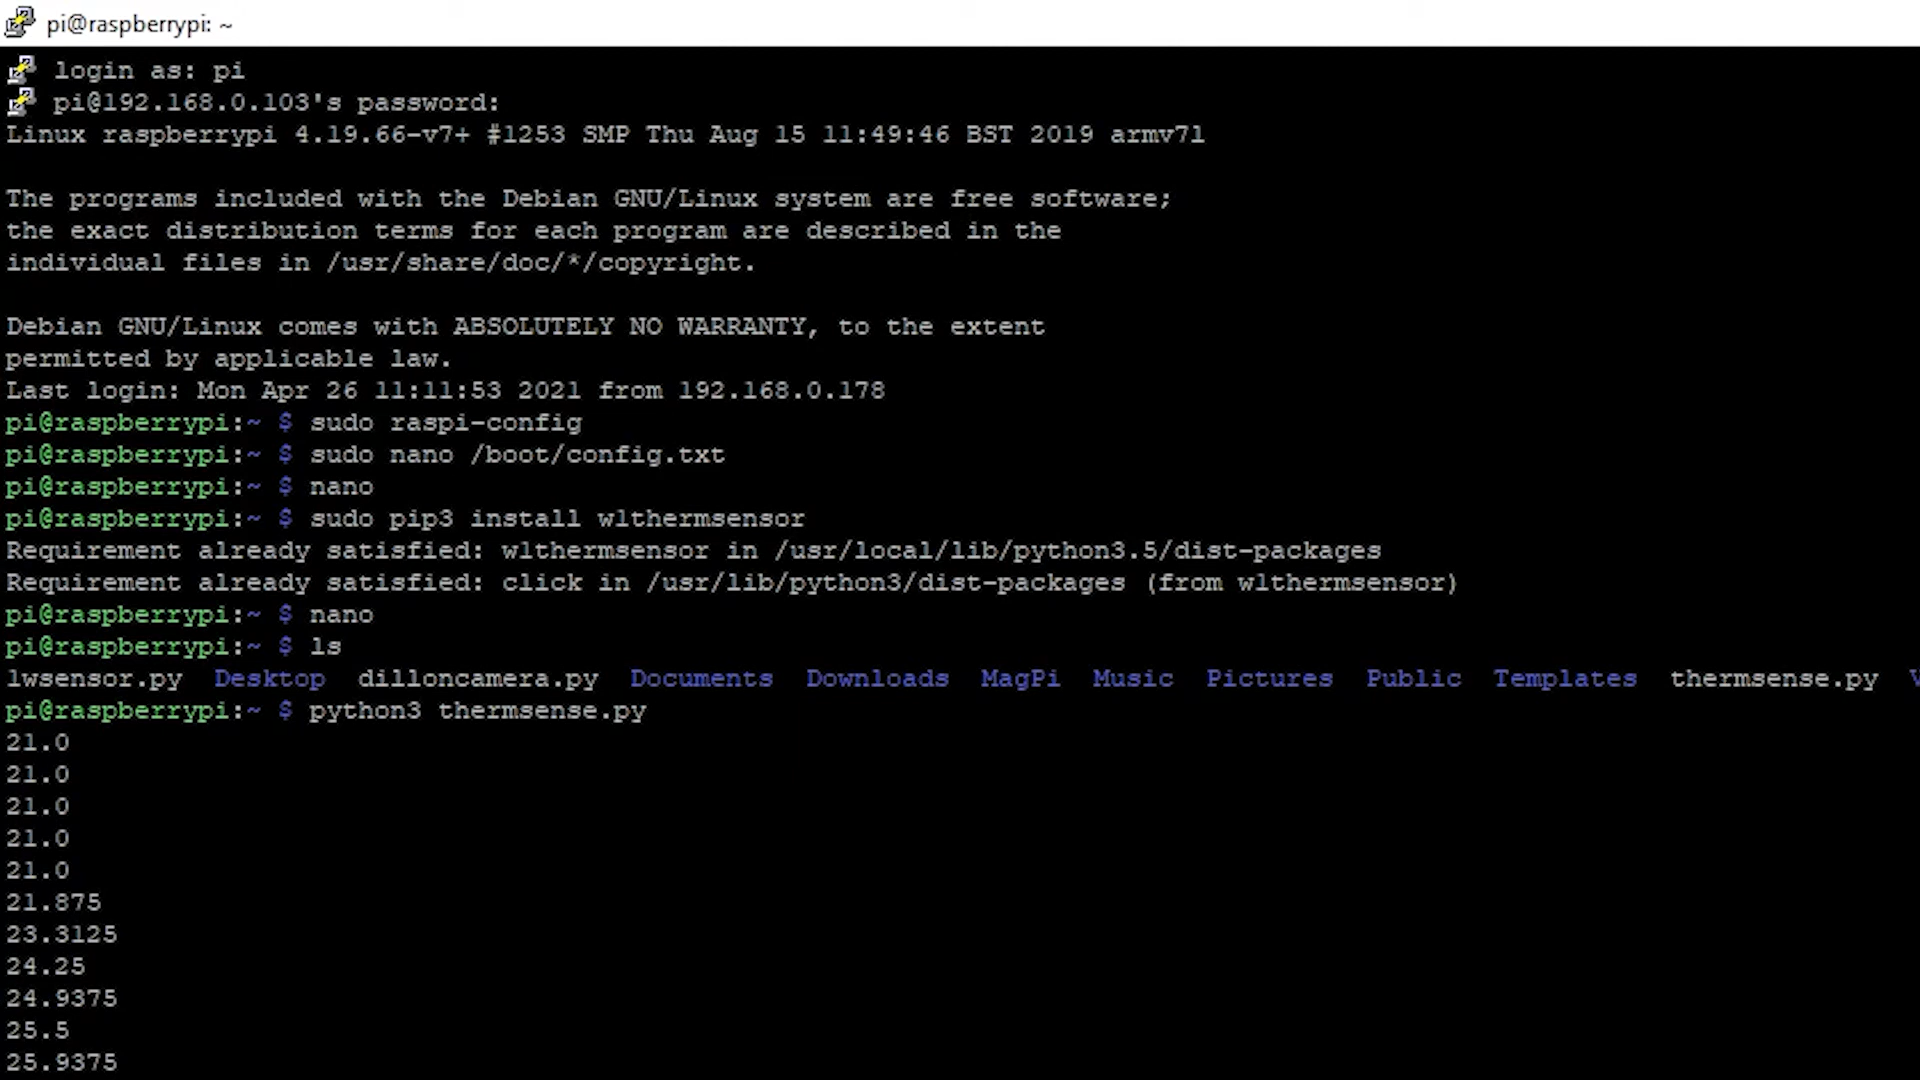 pi@raspberrypi: ~
login as: pi
pi@192.168.0.103's password:
Linux raspberrypi 4.19.66-v7+ #1253 SMP Thu Aug 15 11:49:46 BST 2019 armv7l
The programs included with the Debian GNU/Linux system are free software;
the exact distribution terms for each program are described in the
individual files in /usr/share/doc/*/copyright.
Debian GNU/Linux comes with ABSOLUTELY NO WARRANTY, to the extent
permitted by applicable law.
Last login: Mon Apr 26 11:11:53 2021 from 192.168.0.178
pi@raspberrypi:~ $ sudo raspi-config
pi@raspberrypi:~ $ sudo nano /boot/config.txt
pi@raspberrypi:~ $ nano
pi@raspberrypi:~ $ sudo pip3 install w1thermsensor
Requirement already satisfied: w1thermsensor in /usr/local/lib/python3.5/dist-packages
Requirement already satisfied: click in /usr/lib/python3/dist-packages (from w1thermsensor)
pi@raspberrypi:~ $ nano
pi@raspberrypi:~ $ ls
1wsensor.py Desktop dilloncamera.py Documents Downloads MagPi Music Pictures Public Templates thermsense.py
pi@raspberrypi:~ $ python3 thermsense.py
21.0
21.0
21.0
21.0
21.0
21.875
23.3125
24.25
24.9375
25.5
25.9375